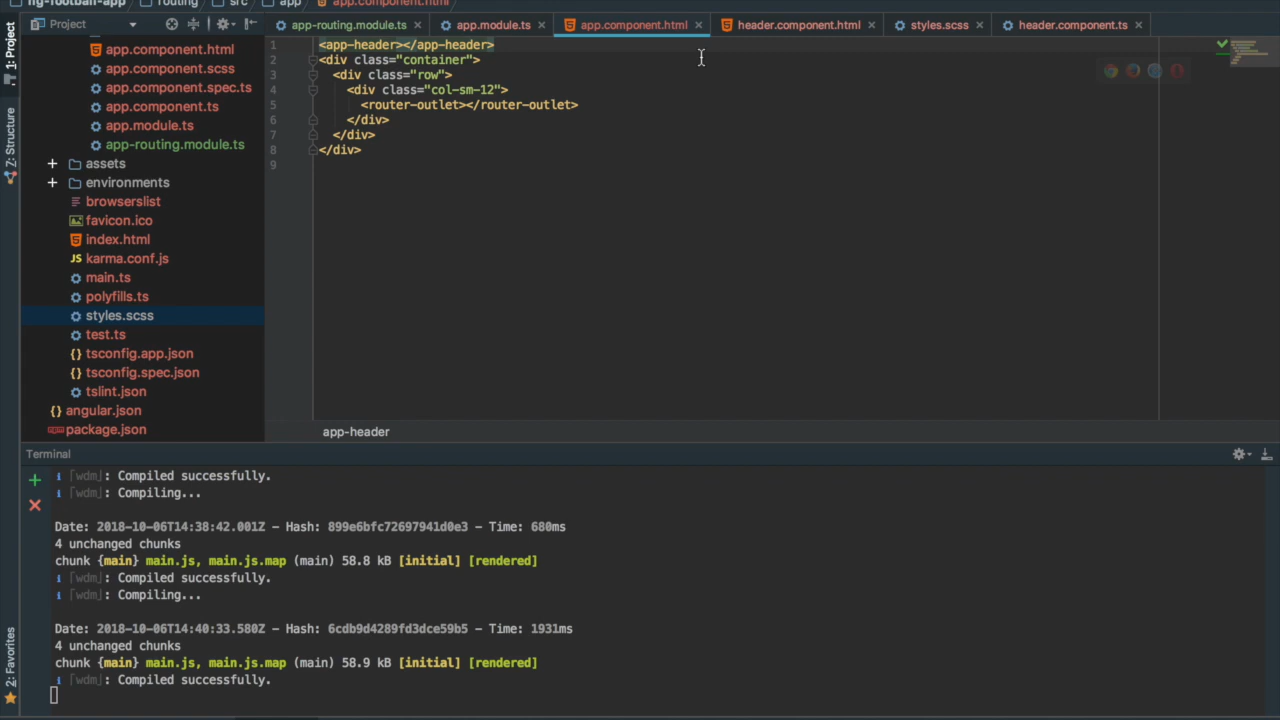 ng-football-app routing src app app.component.html
Project
app-routing.module.ts app.module.ts app.component.html header.component.html styles.scss header.component.ts
1: Project
Z: Structure
2: Favorites
app.component.html
app.component.scss
app.component.spec.ts
app.component.ts
app.module.ts
app-routing.module.ts
assets
environments
browserslist
favicon.ico
index.html
karma.conf.js
main.ts
polyfills.ts
styles.scss
test.ts
tsconfig.app.json
tsconfig.spec.json
tslint.json
angular.json
package.json
1 <app-header></app-header>
2 <div class="container">
3 <div class="row">
4 <div class="col-sm-12">
5 <router-outlet></router-outlet>
6 </div>
7 </div>
8 </div>
9
app-header
Terminal
ℹ ｢wdm｣: Compiled successfully.
ℹ ｢wdm｣: Compiling...
Date: 2018-10-06T14:38:42.001Z - Hash: 899e6bfc72697941d0e3 - Time: 680ms
4 unchanged chunks
chunk {main} main.js, main.js.map (main) 58.8 kB [initial] [rendered]
ℹ ｢wdm｣: Compiled successfully.
ℹ ｢wdm｣: Compiling...
Date: 2018-10-06T14:40:33.580Z - Hash: 6cdb9d4289fd3dce59b5 - Time: 1931ms
4 unchanged chunks
chunk {main} main.js, main.js.map (main) 58.9 kB [initial] [rendered]
ℹ ｢wdm｣: Compiled successfully.